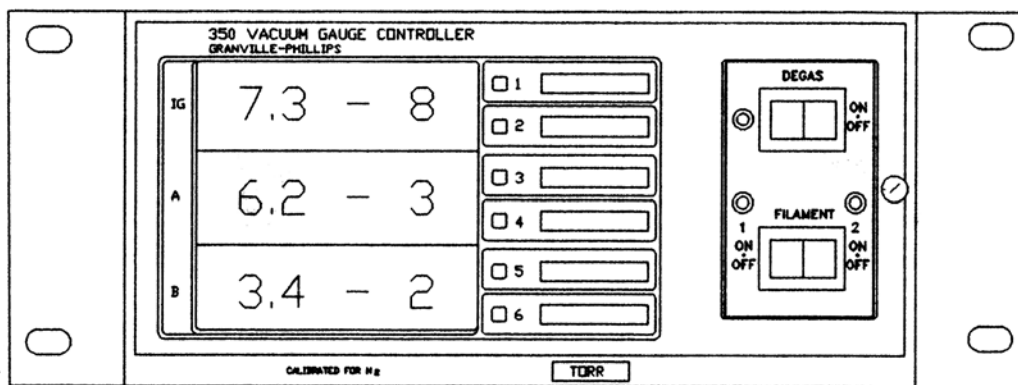 350 VACUUM GAUGE CONTROLLER
GRANVILLE-PHILLIPS
IG 7.3 - 8
A 6.2 - 3
B 3.4 - 2
1
2
3
4
5
6
DEGAS
ON
OFF
FILAMENT
1
ON
OFF
2
ON
OFF
CALIBRATED FOR N2
TORR